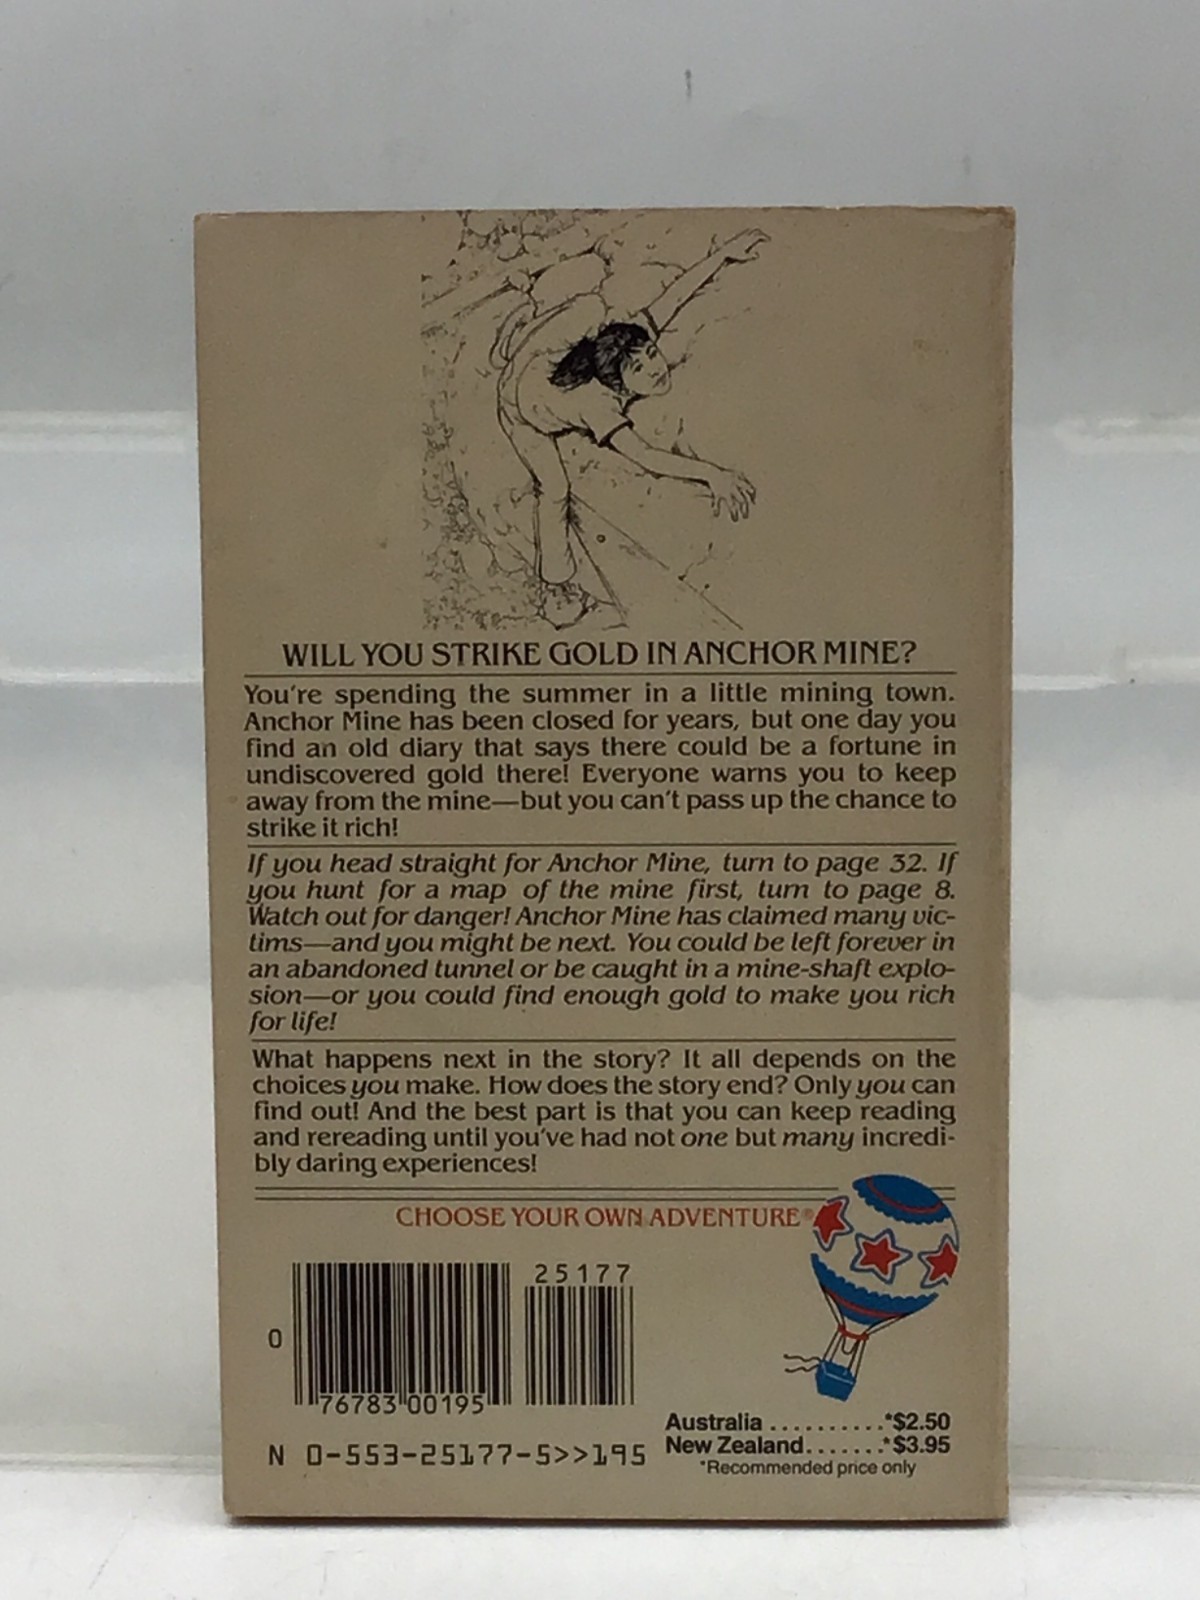 WILL YOU STRIKE GOLD IN ANCHOR MINE?
You're spending the summer in a little mining town.
Anchor Mine has been closed for years, but one day you
find an old diary that says there could be a fortune in
undiscovered gold there! Everyone warns you to keep
away from the mine—but you can't pass up the chance to
strike it rich!
If you head straight for Anchor Mine, turn to page 32. If
you hunt for a map of the mine first, turn to page 8.
Watch out for danger! Anchor Mine has claimed many vic-
tims—and you might be next. You could be left forever in
an abandoned tunnel or be caught in a mine-shaft explo-
sion—or you could find enough gold to make you rich
for life!
What happens next in the story? It all depends on the
choices you make. How does the story end? Only you can
find out! And the best part is that you can keep reading
and rereading until you've had not one but many incredi-
bly daring experiences!
CHOOSE YOUR OWN ADVENTURE®
25177
0
76783 00195
N 0-553-25177-5>>195
Australia ..........*$2.50
New Zealand.......*$3.95
*Recommended price only